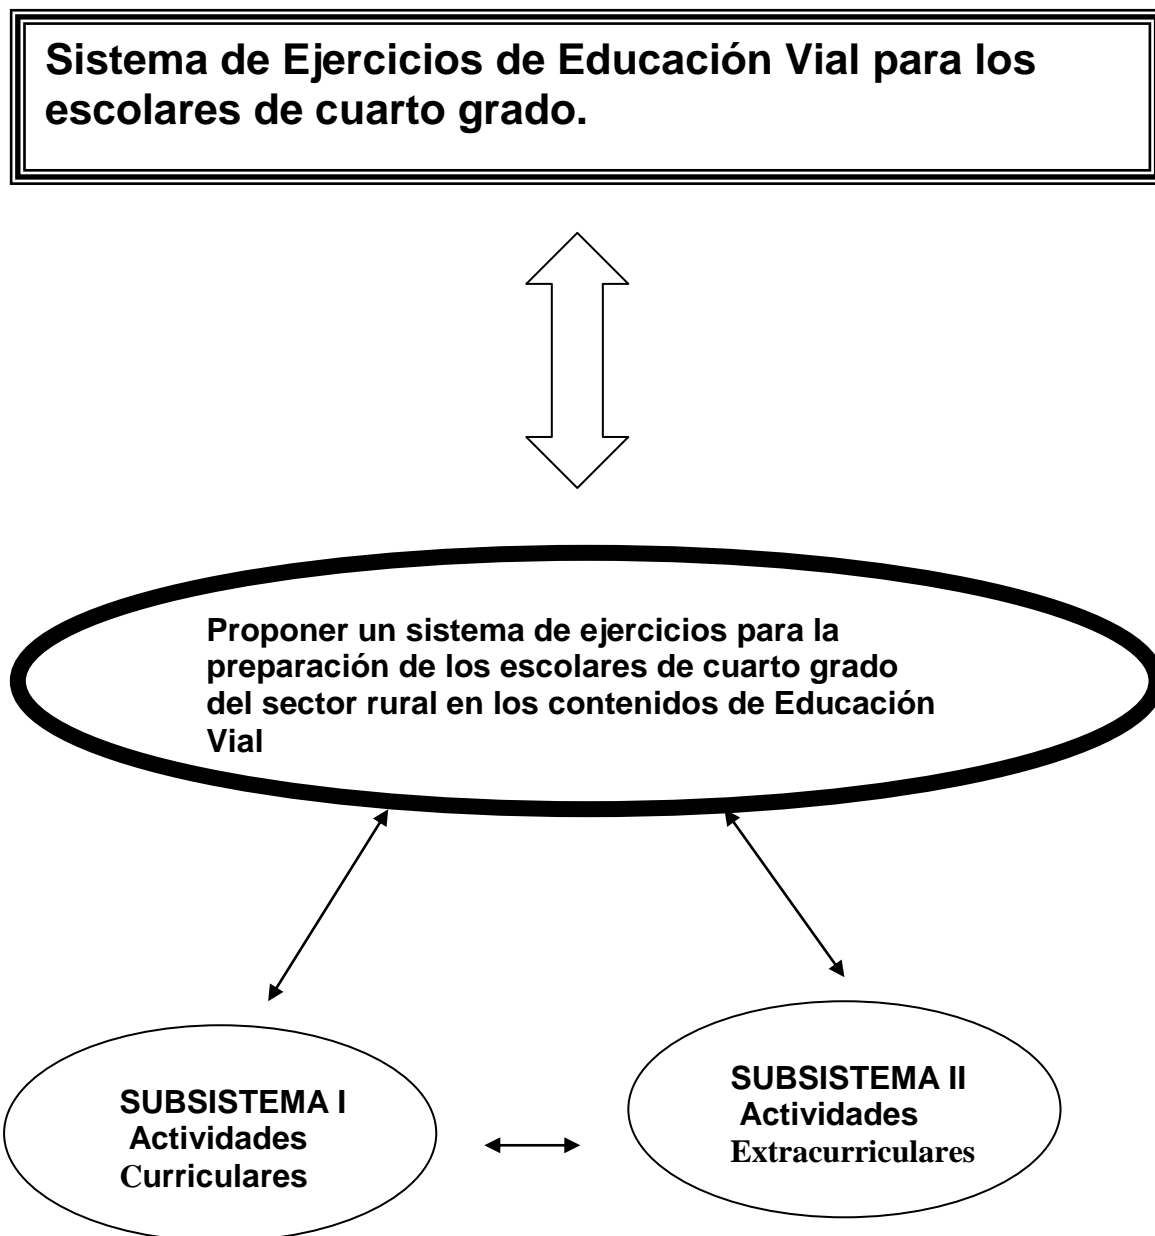 Sistema de Ejercicios de Educación Vial para los
escolares de cuarto grado.
Proponer un sistema de ejercicios para la
preparación de los escolares de cuarto grado
del sector rural en los contenidos de Educación
Vial
SUBSISTEMA I
Actividades
Curriculares
SUBSISTEMA II
Actividades
Extracurriculares